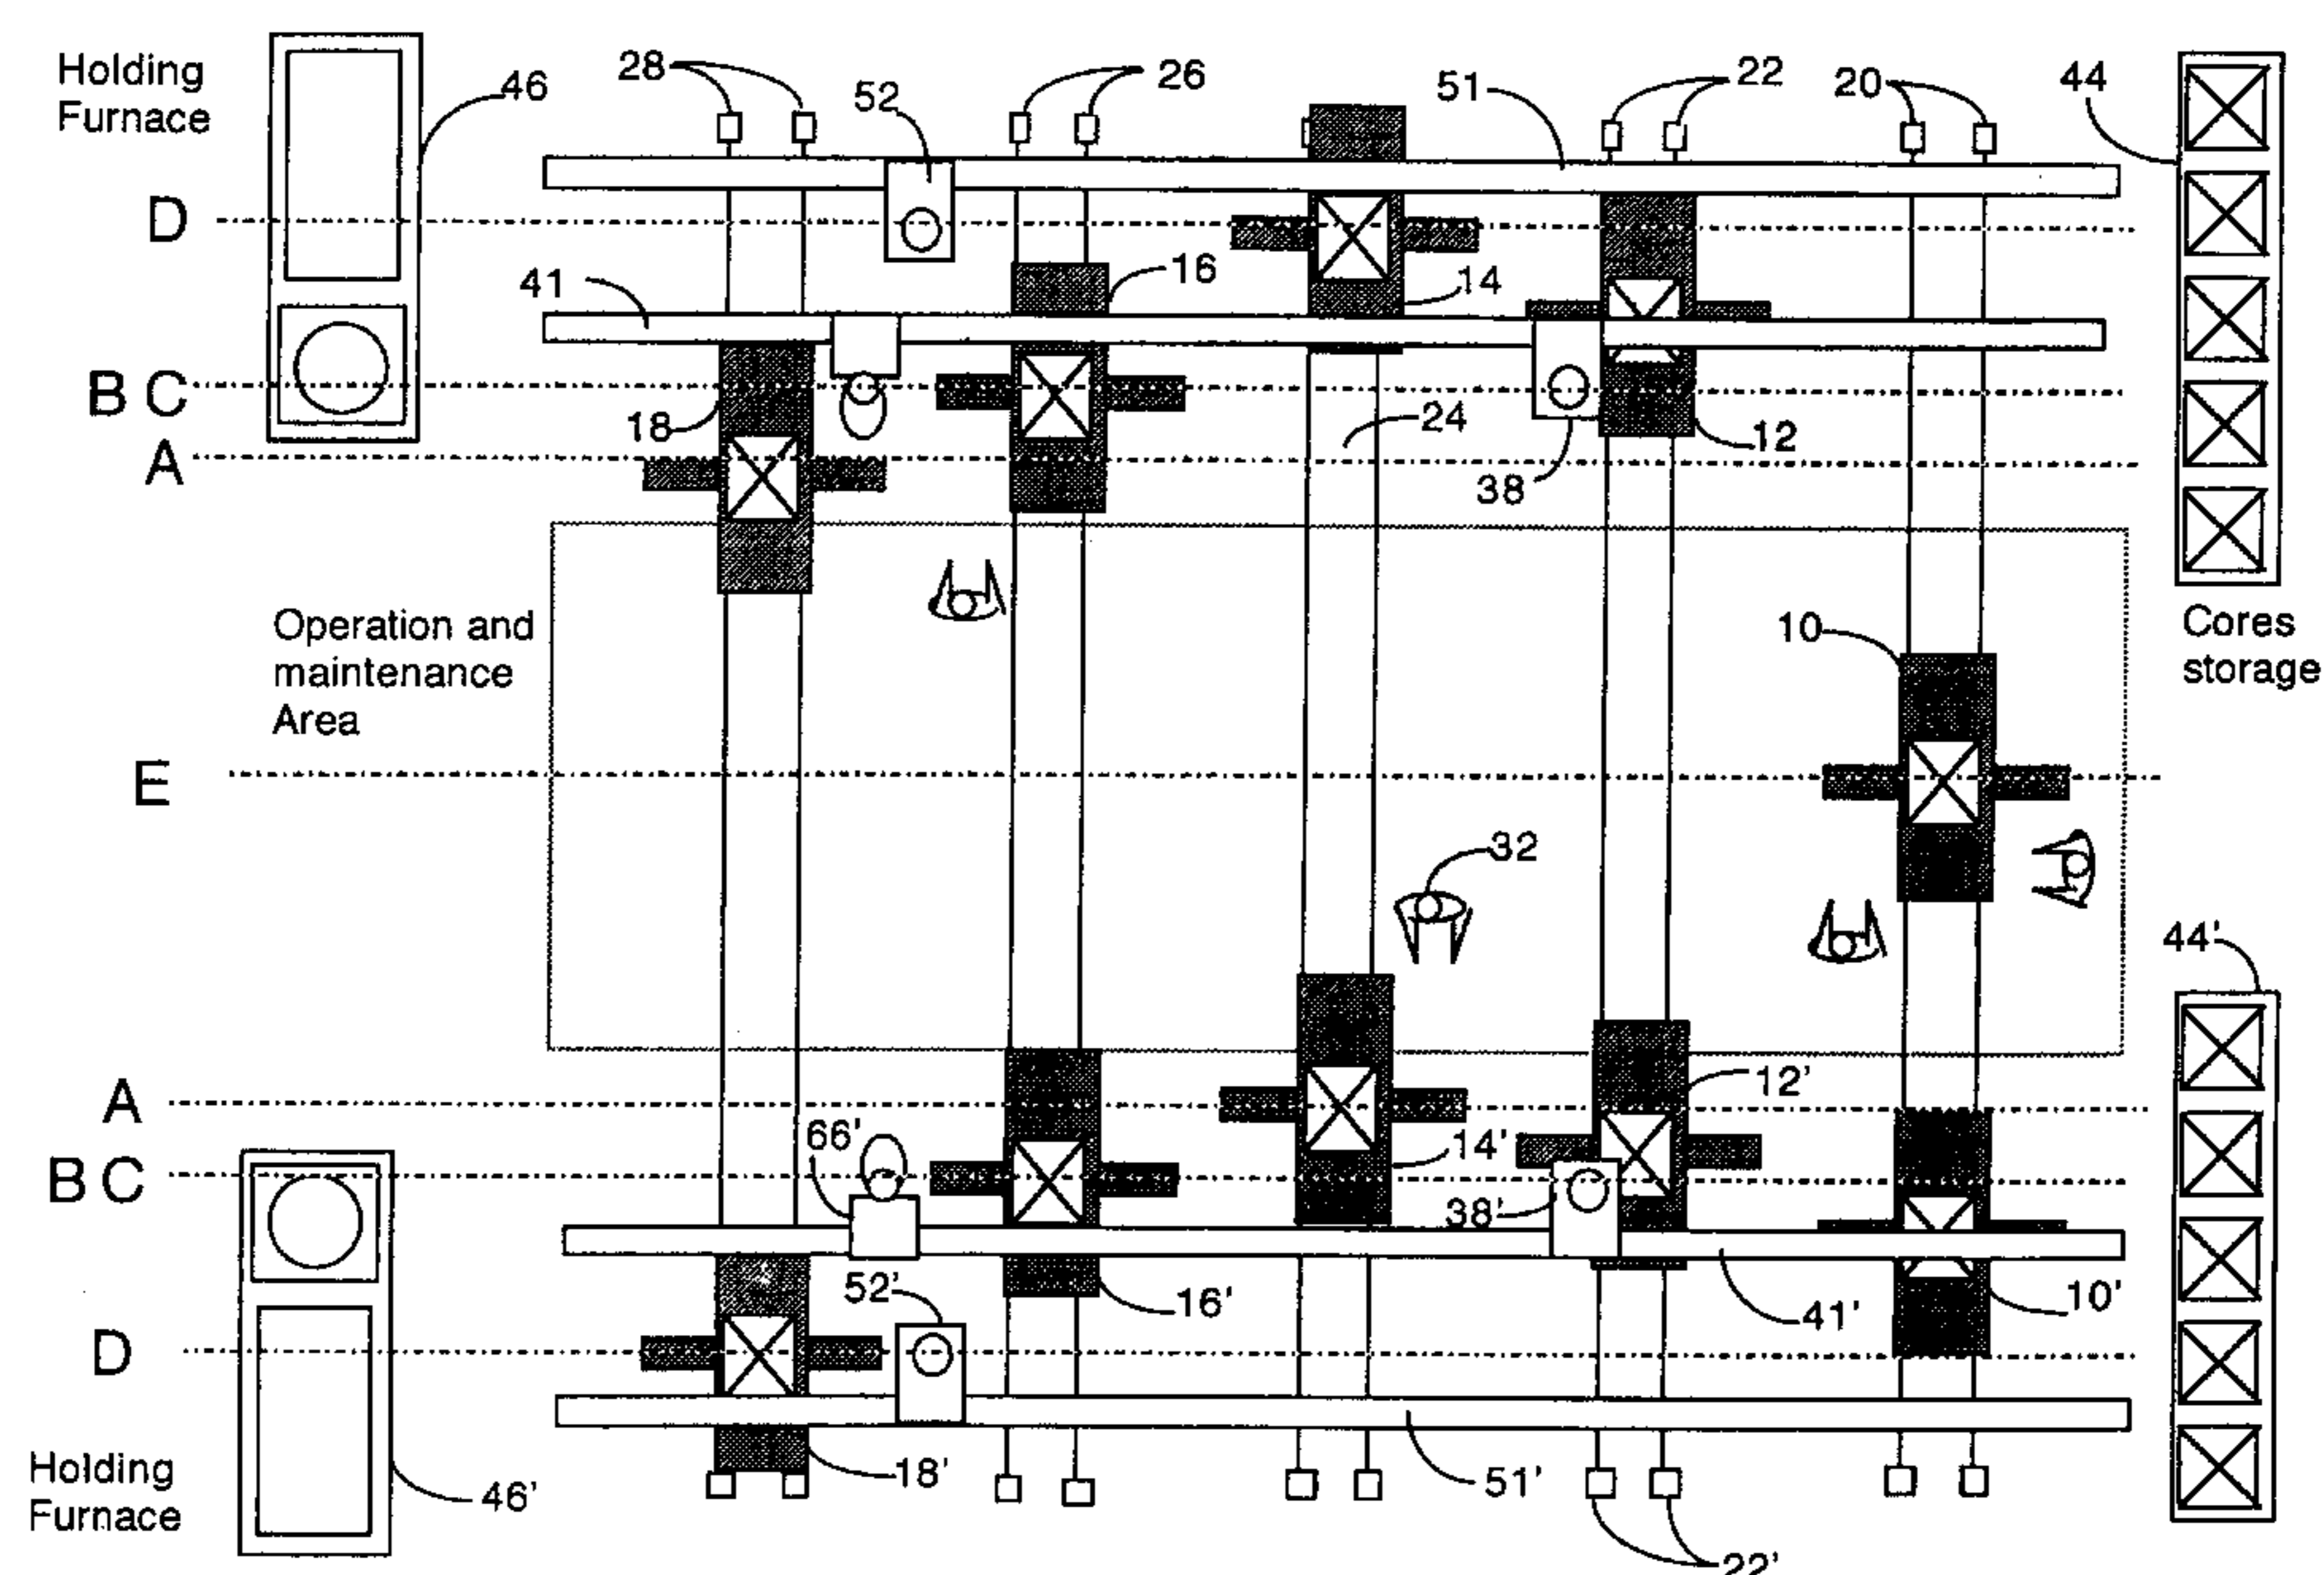 Holding
Furnace
46
28
52
26
51
22
20
44
D
41
16
14
B C
18
24
12
A
38
Operation and
maintenance
Area
10
Cores
storage
E
32
44'
A
66'
12'
14'
B C
38'
52'
16'
41'
10'
D
Holding
Furnace
46'
18'
51'
22'